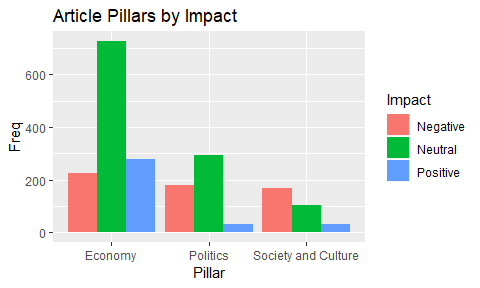 Article Pillars by Impact
Freq
600
400
200
0
Economy
Politics
Society and Culture
Pillar
Impact
Negative
Neutral
Positive